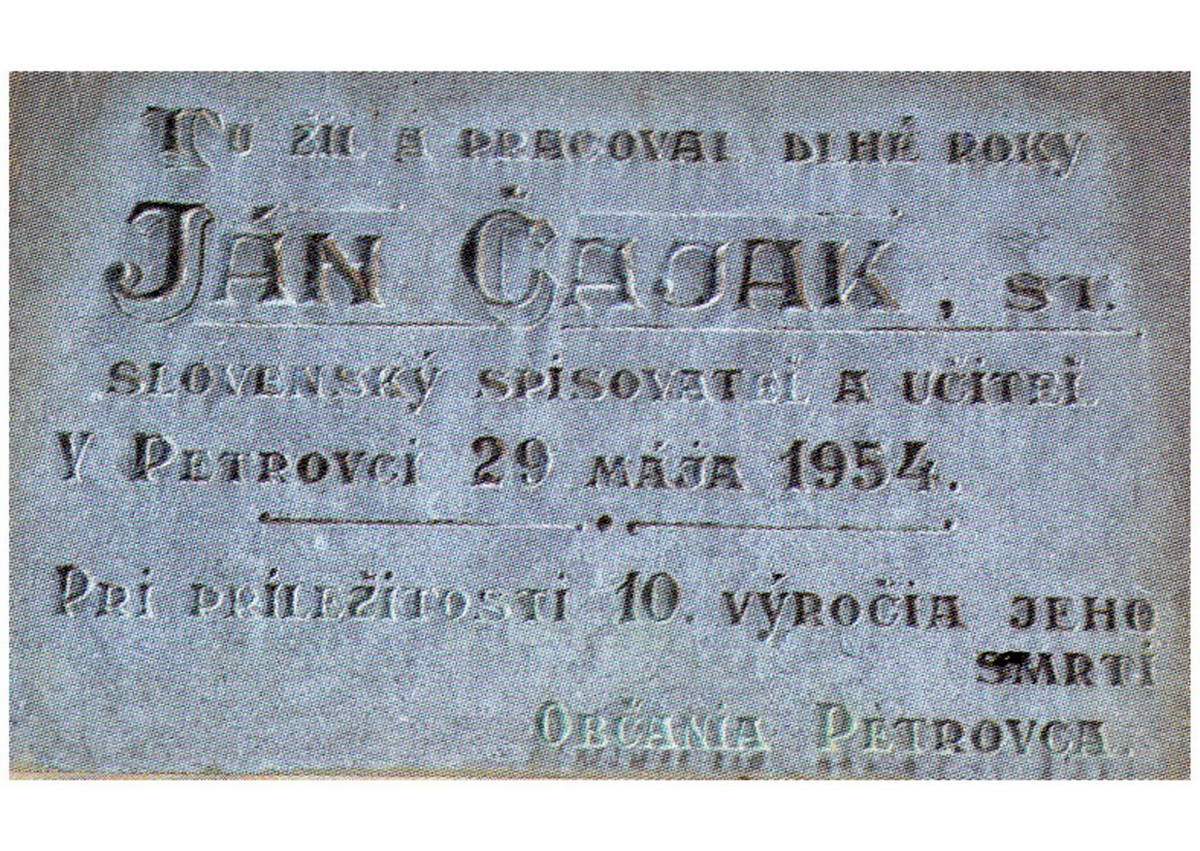 Tu žil a pracoval dlhé roky
Ján Čajak, st.
slovenský spisovateľ a učiteľ
V Petrovci 29 mája 1954.
Pri príležitosti 10. výročia jeho
smrti
Občania Petrovca.